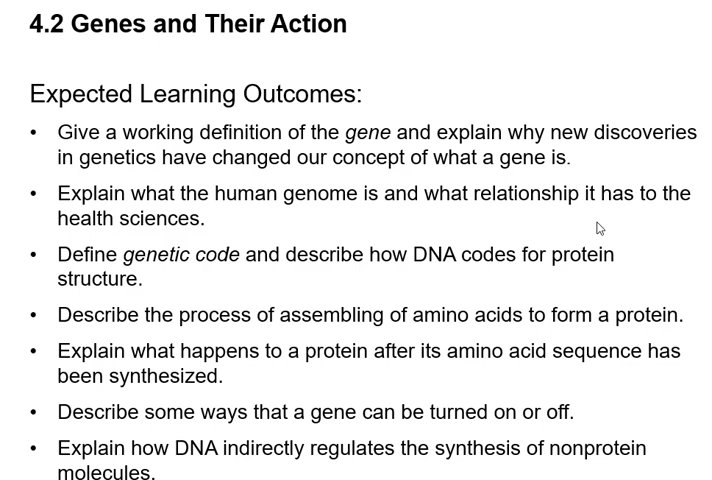 4.2 Genes and Their Action
Expected Learning Outcomes:
• Give a working definition of the gene and explain why new discoveries
in genetics have changed our concept of what a gene is.
• Explain what the human genome is and what relationship it has to the
health sciences.
• Define genetic code and describe how DNA codes for protein
structure.
• Describe the process of assembling of amino acids to form a protein.
• Explain what happens to a protein after its amino acid sequence has
been synthesized.
• Describe some ways that a gene can be turned on or off.
• Explain how DNA indirectly regulates the synthesis of nonprotein
molecules.